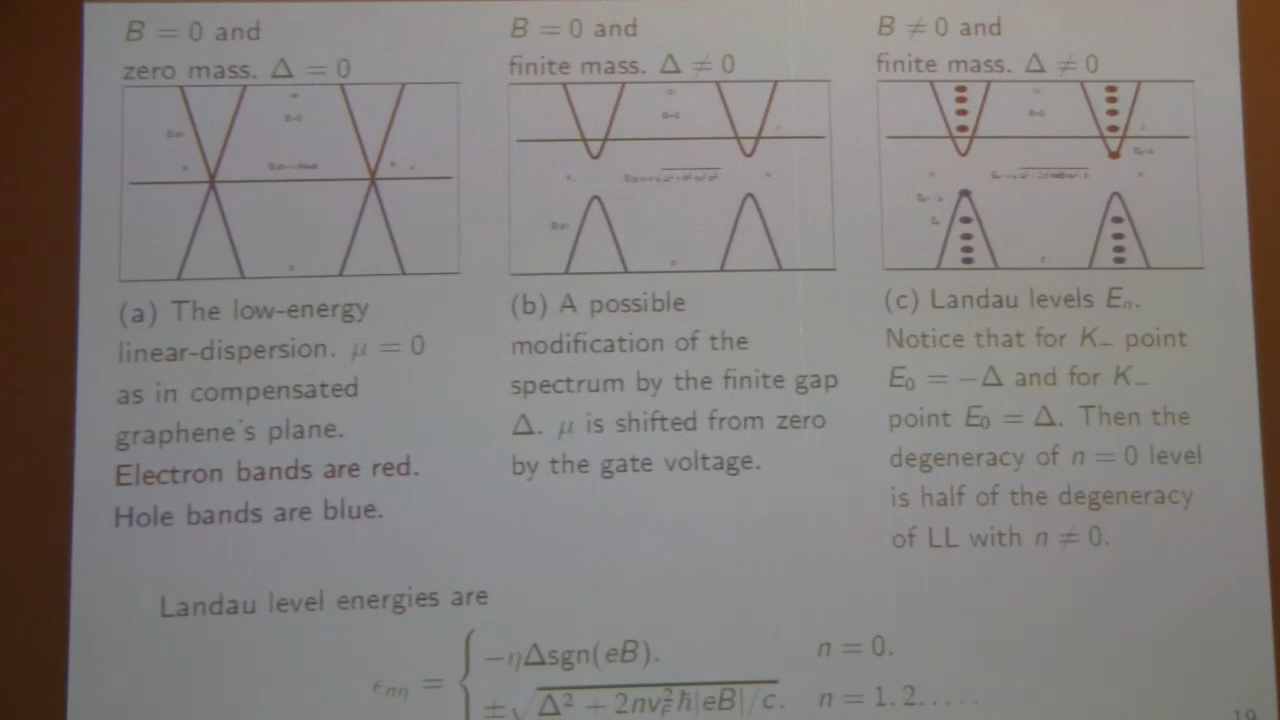 B = 0 and
zero mass. Δ = 0
B = 0 and
finite mass. Δ ≠ 0
B ≠ 0 and
finite mass. Δ ≠ 0
(a) The low-energy
linear-dispersion. μ = 0
as in compensated
graphene's plane.
Electron bands are red.
Hole bands are blue.
(b) A possible
modification of the
spectrum by the finite gap
Δ. μ is shifted from zero
by the gate voltage.
(c) Landau levels Eₙ.
Notice that for K₋ point
E₀ = −Δ and for K₋
point E₀ = Δ. Then the
degeneracy of n = 0 level
is half of the degeneracy
of LL with n ≠ 0.
Landau level energies are
ϵₙη = { −ηΔsgn(eB). n = 0.
±√Δ² + 2nv²_F ħ|eB|/c. n = 1, 2, . . . .
19